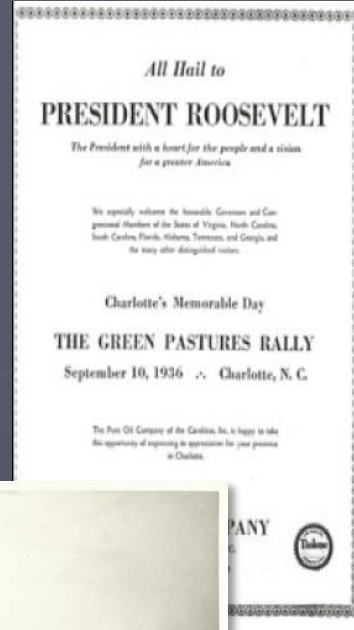 All Hail to
PRESIDENT ROOSEVELT
The President with a heart for the people and a vision
for a greater America
We especially welcome the honorable Governors and Con-
gressional Members of the States of Virginia, North Carolina,
South Carolina, Florida, Alabama, Tennessee, and Georgia, and
the many other distinguished visitors.
Charlotte's Memorable Day
THE GREEN PASTURES RALLY
September 10, 1936 ∴ Charlotte, N. C.
The Pure Oil Company of the Carolinas, Inc. is happy to take
this opportunity of expressing its appreciation for your presence
in Charlotte.
PANY
C.